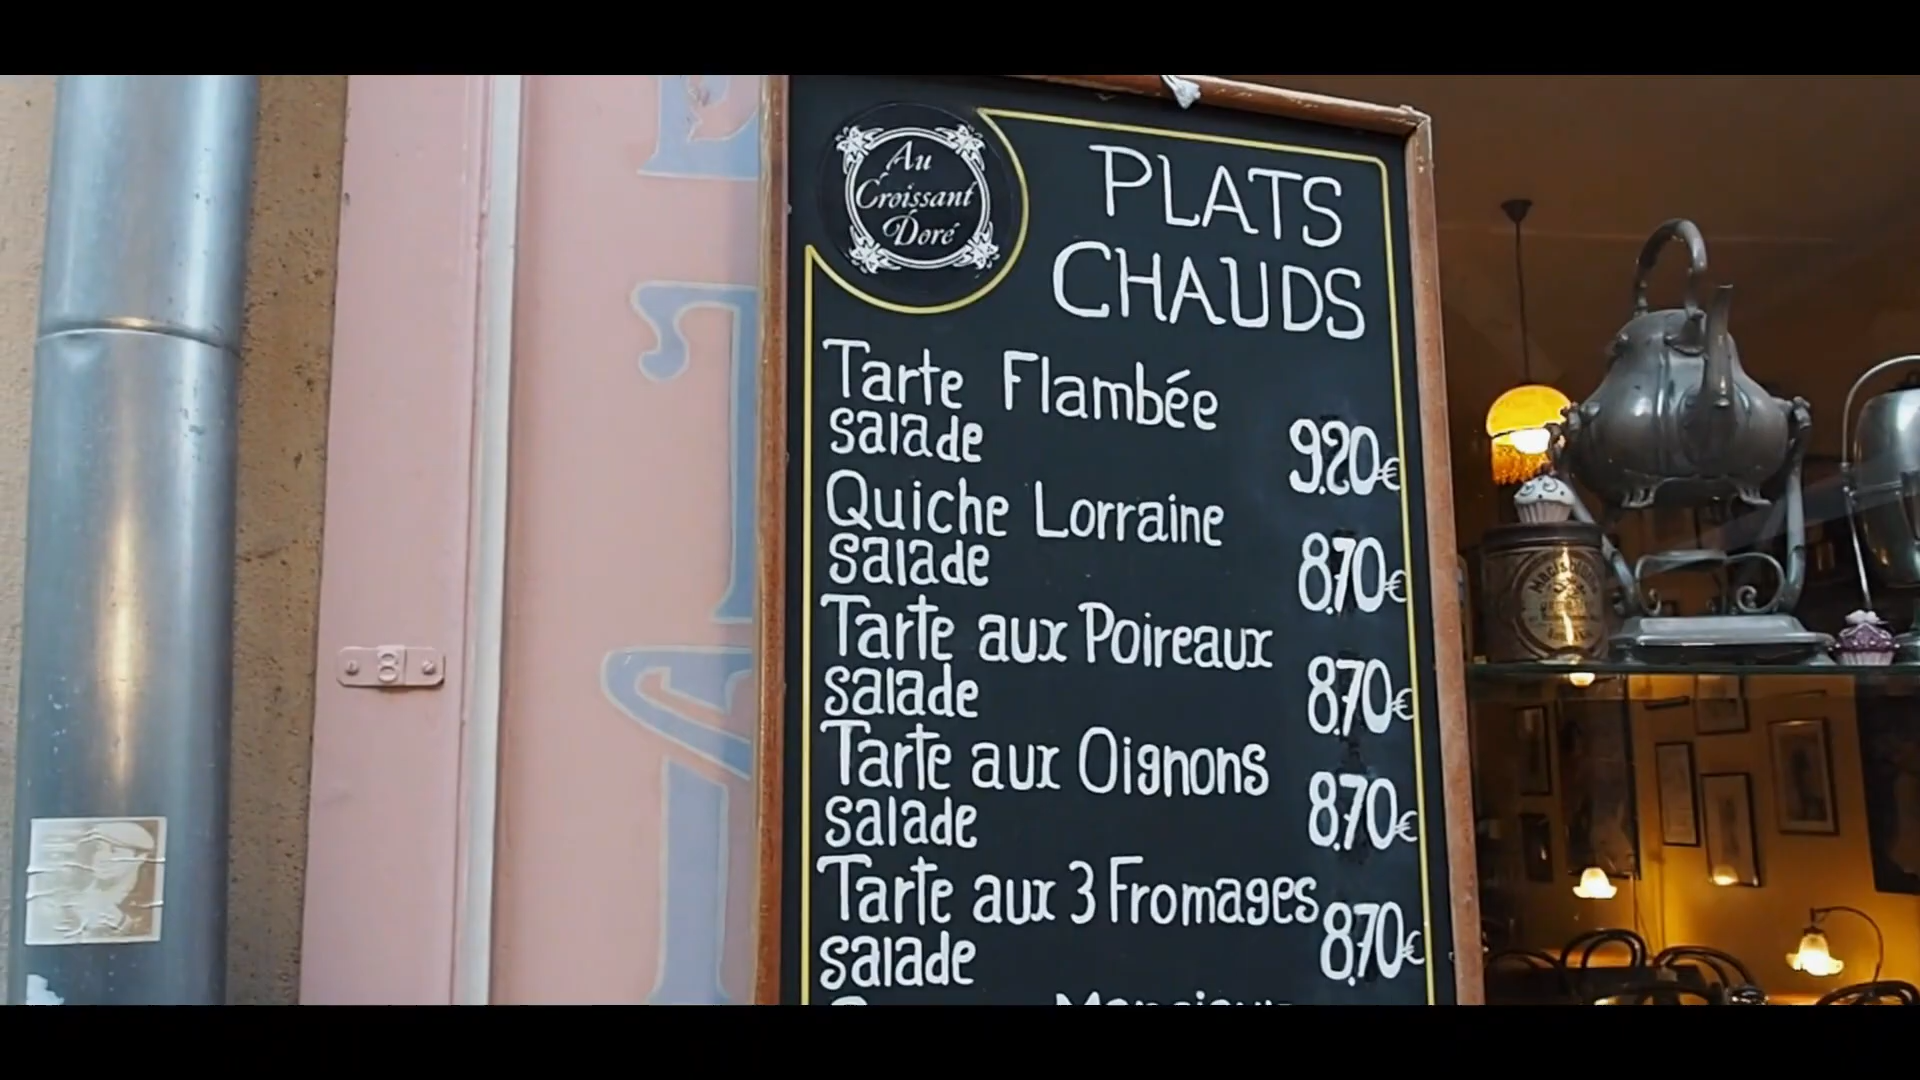 Au
Croissant
Doré
PLATS
CHAUDS
Tarte Flambée
salade 9.20€
Quiche Lorraine
salade 8.70€
Tarte aux Poireaux
salade 8.70€
Tarte aux Oignons
salade 8.70€
Tarte aux 3 Fromages
salade 8.70€
8